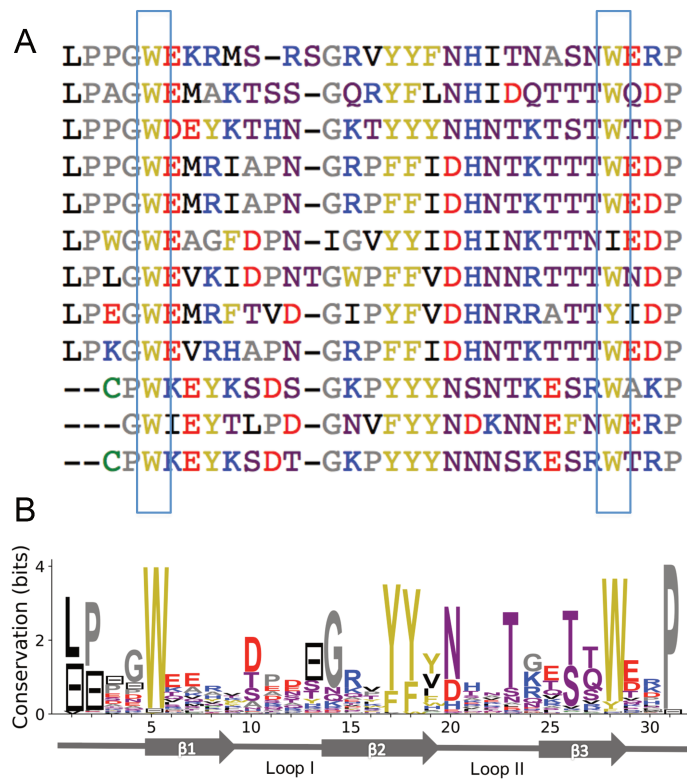 A
LPPGWEKRMS-RSGRVYYFNHITNASNWERP
LPAGWEMAKTSS-GQRYFLNHIDQTTTWQDP
LPPGWDEYKTHN-GKTYYYNHNTKTSTWTDP
LPPGWEMRIAPN-GRPFFIDHNTKTTTWEDP
LPPGWEMRIAPN-GRPFFIDHNTKTTTWEDP
LPWGWEAGFDPN-IGVYYIDHINKTTNIEDP
LPLGWEVKIDPNTGWPFFVDHNNRTTTWNDP
LPEGWEMRFTVD-GIPYFVDHNRRATTYIDP
LPKGWEVRHAPN-GRPFFIDHNTKTTTWEDP
--CPWKEYKSDS-GKPYYYNSNTKESRWAKP
---GWIEYTLPD-GNVFYYNDKNNEFNWERP
--CPWKEYKSDT-GKPYYYNNNSKESRWTRP
B
Conservation (bits)
4
2
0
5 10 15 20 25 30
β1 β2 β3
Loop I Loop II